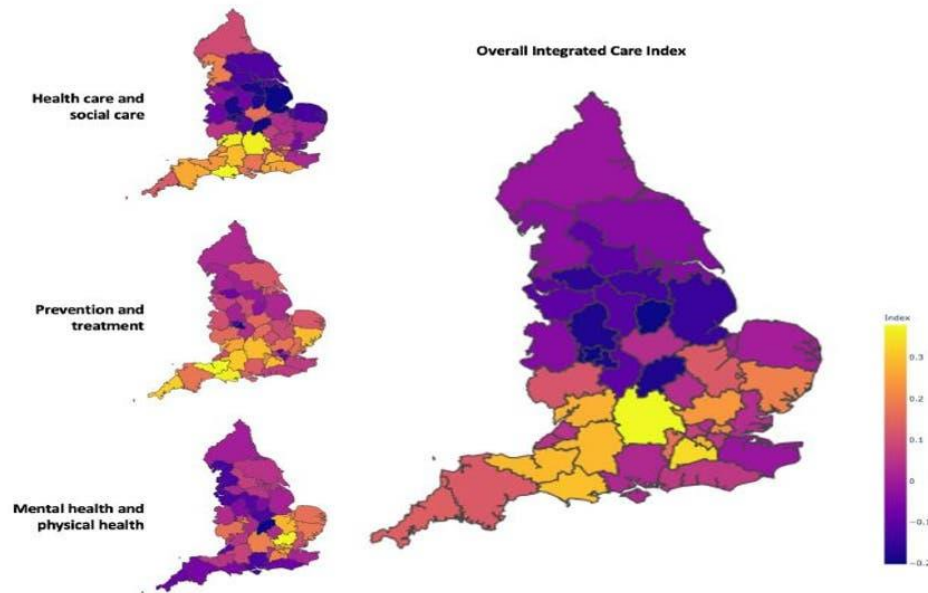 Overall Integrated Care Index
Health care and
social care
Prevention and
treatment
Mental health and
physical health
Index
0.3
0.2
0.1
0
-0.1
-0.2